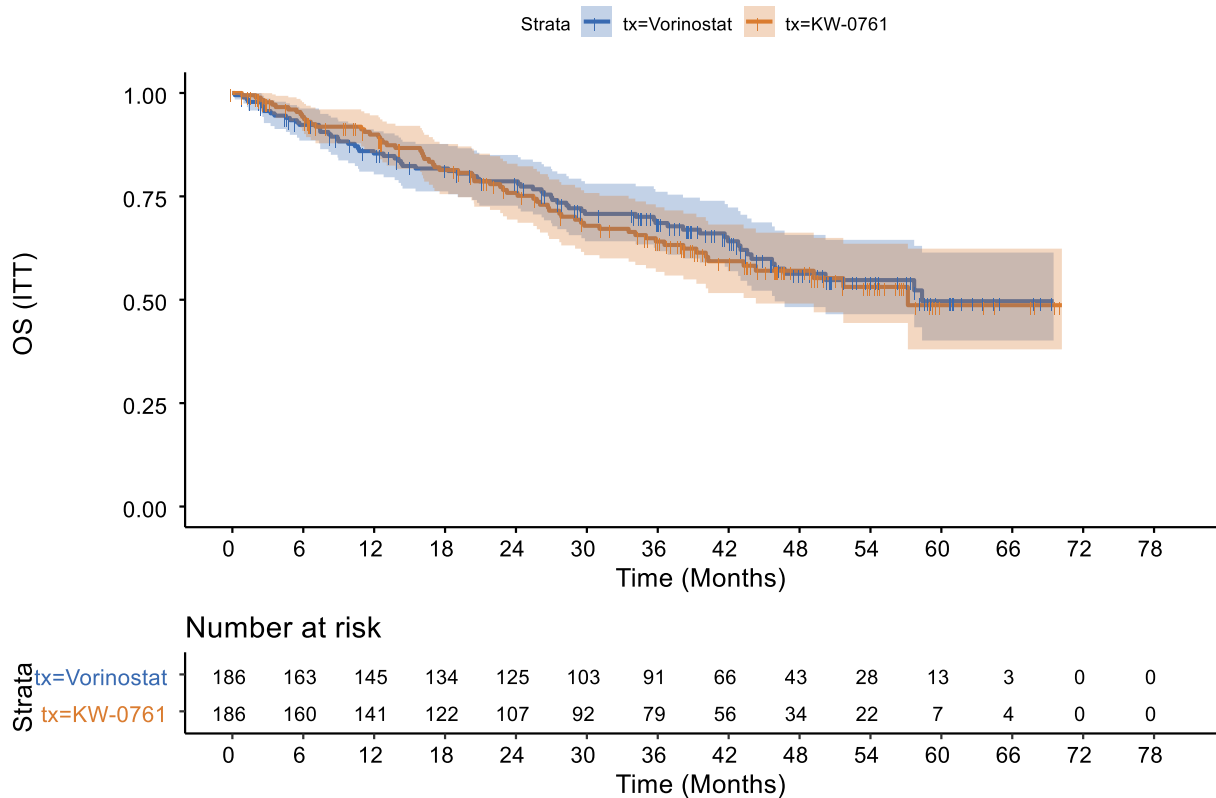 Strata tx=Vorinostat tx=KW-0761
OS (ITT)
1.00
0.75
0.50
0.25
0.00
0 6 12 18 24 30 36 42 48 54 60 66 72 78
Time (Months)
Number at risk
Strata
tx=Vorinostat 186 163 145 134 125 103 91 66 43 28 13 3 0 0
tx=KW-0761 186 160 141 122 107 92 79 56 34 22 7 4 0 0
0 6 12 18 24 30 36 42 48 54 60 66 72 78
Time (Months)